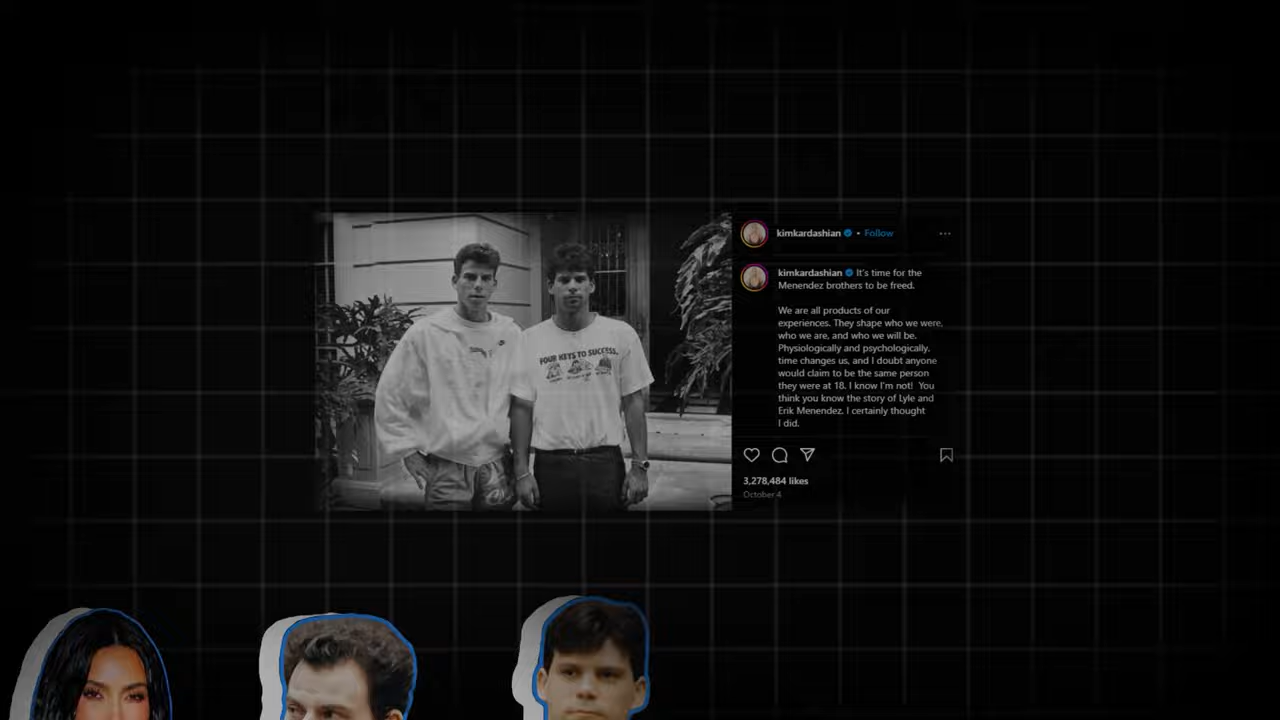 FOUR KEYS TO SUCCESS.
kimkardashian • Follow
kimkardashian It's time for the
Menendez brothers to be freed.
We are all products of our
experiences. They shape who we were,
who we are, and who we will be.
Physiologically and psychologically,
time changes us, and I doubt anyone
would claim to be the same person
they were at 18. I know I'm not! You
think you know the story of Lyle and
Erik Menendez. I certainly thought
I did.
3,278,484 likes
October 4